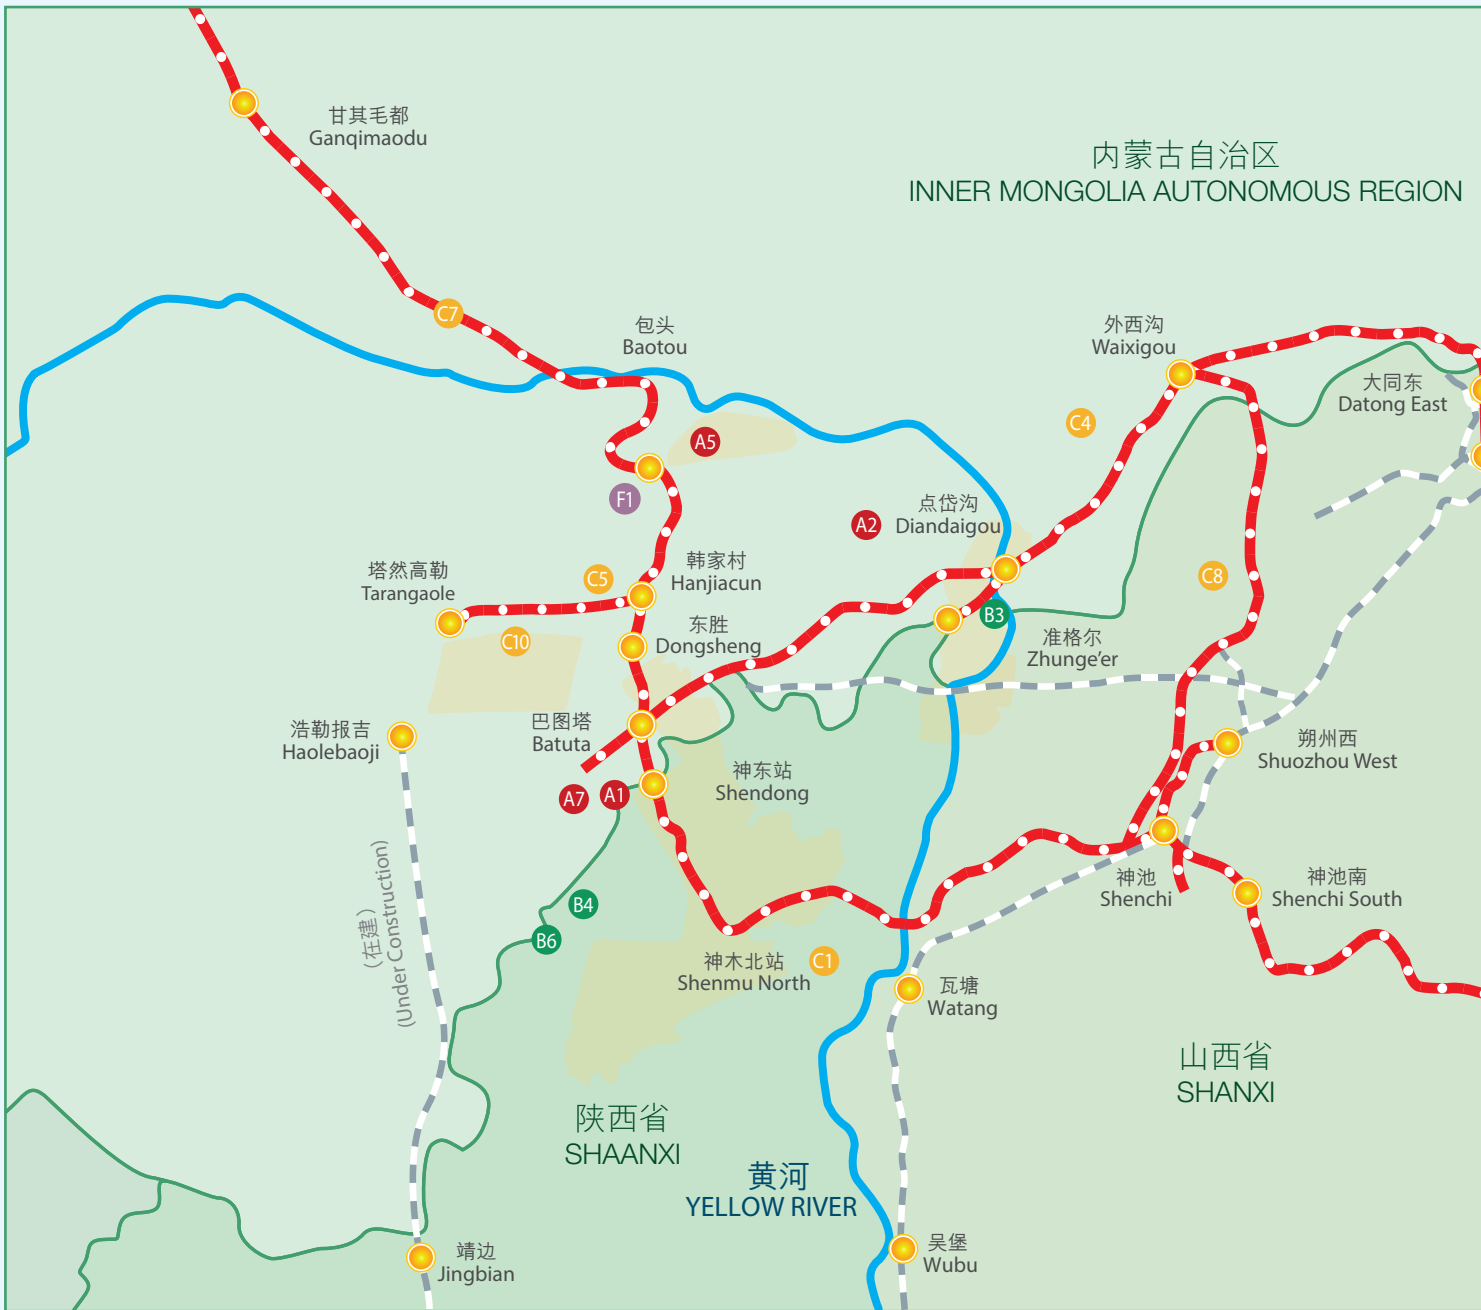 甘其毛都
Ganqimaodu
内蒙古自治区
INNER MONGOLIA AUTONOMOUS REGION
C7
包头
Baotou
外西沟
Waixigou
大同东
Datong East
C4
A5
F1
点岱沟
Diandaigou
A2
韩家村
Hanjiacun
C5
塔然高勒
Tarangaole
C8
B3
东胜
Dongsheng
准格尔
Zhunge'er
C10
浩勒报吉
Haolebaoji
巴图塔
Batuta
朔州西
Shuozhou West
神东站
Shendong
A7
A1
神池
Shenchi
神池南
Shenchi South
B4
(在建)
(Under Construction)
B6
神木北站
Shenmu North
C1
瓦塘
Watang
山西省
SHANXI
陕西省
SHAANXI
黄河
YELLOW RIVER
靖边
Jingbian
吴堡
Wubu